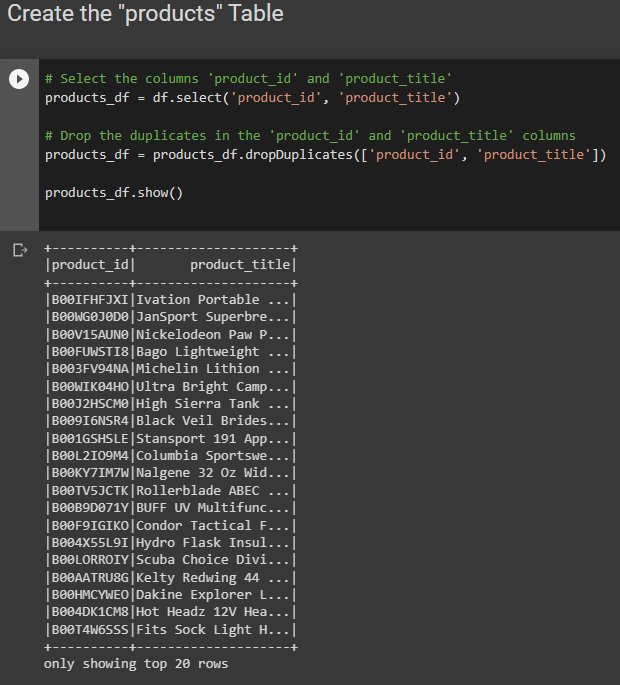 Create the "products" Table
# Select the columns 'product_id' and 'product_title'
products_df = df.select('product_id', 'product_title')
# Drop the duplicates in the 'product_id' and 'product_title' columns
products_df = products_df.dropDuplicates(['product_id', 'product_title'])
products_df.show()
+----------+--------------------+
|product_id|       product_title|
+----------+--------------------+
|B00IFHFJXI|Ivation Portable ...|
|B00WG0J0D0|JanSport Superbre...|
|B00V15AUN0|Nickelodeon Paw P...|
|B00FUWSTI8|Bago Lightweight ...|
|B003FV94NA|Michelin Lithion ...|
|B00WIK04HO|Ultra Bright Camp...|
|B00J2HSCM0|High Sierra Tank ...|
|B009I6NSR4|Black Veil Brides...|
|B001GSHSLE|Stansport 191 App...|
|B00L2IO9M4|Columbia Sportswe...|
|B00KY7IM7W|Nalgene 32 Oz Wid...|
|B00TV5JCTK|Rollerblade ABEC ...|
|B00B9D071Y|BUFF UV Multifunc...|
|B00F9IGIKO|Condor Tactical F...|
|B004X55L9I|Hydro Flask Insul...|
|B00LORROIY|Scuba Choice Divi...|
|B00AATRU8G|Kelty Redwing 44 ...|
|B00HMCYWEO|Dakine Explorer L...|
|B004DK1CM8|Hot Headz 12V Hea...|
|B00T4W6SSS|Fits Sock Light H...|
+----------+--------------------+
only showing top 20 rows